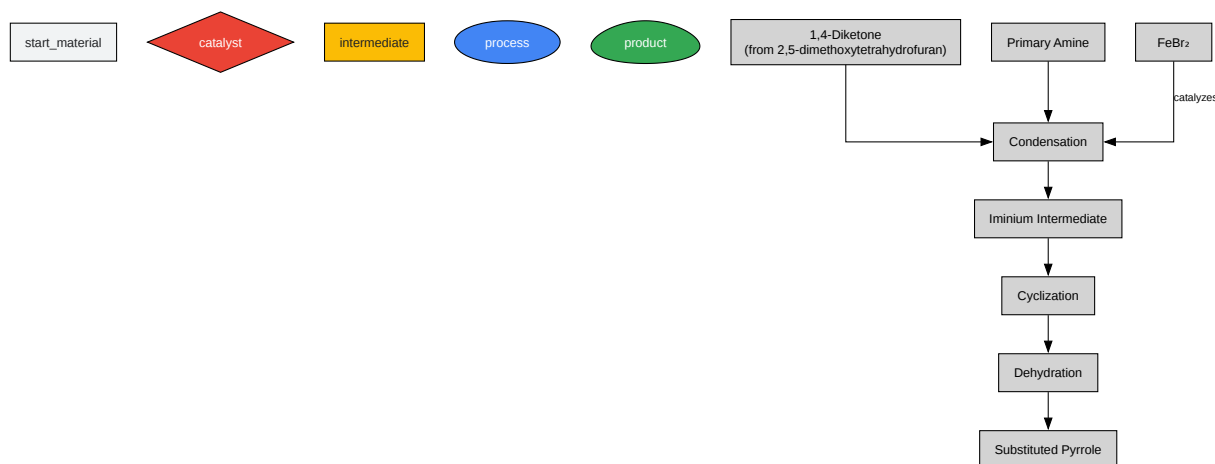 start_material
catalyst
intermediate
process
product
1,4-Diketone
(from 2,5-dimethoxytetrahydrofuran)
Primary Amine
FeBr₂
catalyzes
Condensation
Iminium Intermediate
Cyclization
Dehydration
Substituted Pyrrole